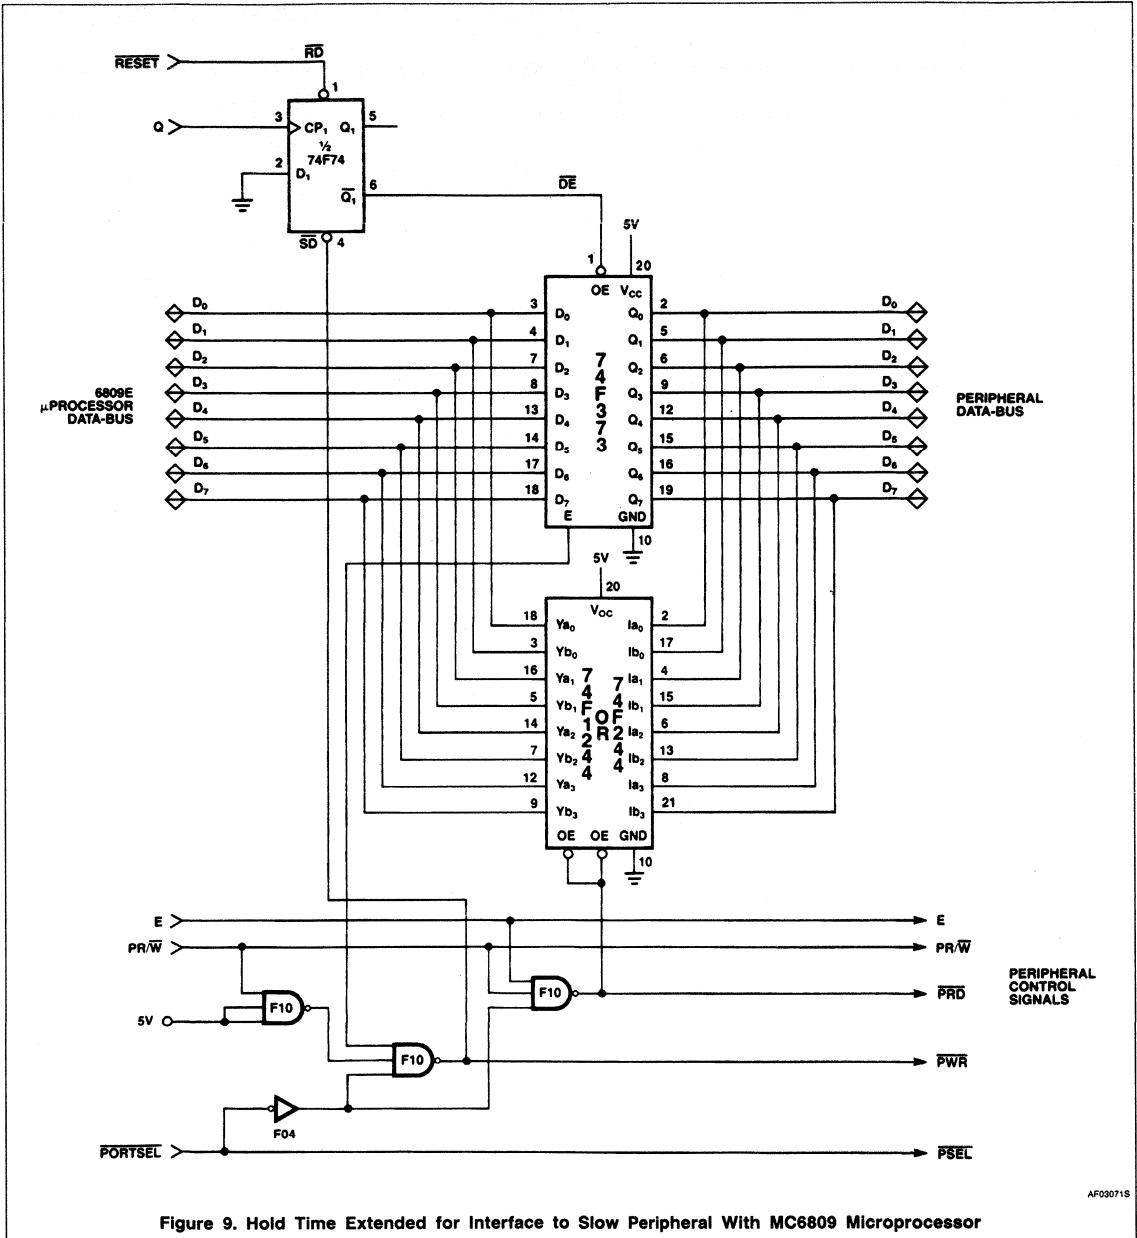 RESET
RD
1
Q
3
CP₁
Q₁
5
½
74F74
2
D₁
6
Q̅₁
DE
SD
4
5V
1
20
OE
VCC
D₀
3
D₀
Q₀
2
D₀
D₁
4
D₁
Q₁
5
D₁
D₂
7
D₂
Q₂
6
D₂
D₃
8
D₃
Q₃
9
D₃
D₄
13
D₄
Q₄
12
D₄
D₅
14
D₅
Q₅
15
D₅
D₆
17
D₆
Q₆
16
D₆
D₇
18
D₇
Q₇
19
D₇
74F373
6809E
μPROCESSOR
DATA-BUS
PERIPHERAL
DATA-BUS
E
GND
10
5V
20
VOC
18
Ya₀
Ia₀
2
3
Yb₀
Ib₀
17
16
Ya₁
Ia₁
4
5
Yb₁
Ib₁
15
14
Ya₂
Ia₂
6
7
Yb₂
Ib₂
13
12
Ya₃
Ia₃
8
9
Yb₃
Ib₃
21
74F1244
OR
74F244
OE
OE
GND
10
E
E
PR/W̅
PR/W̅
F10
PRD
F10
5V
PERIPHERAL
CONTROL
SIGNALS
F10
PWR
F04
PORTSEL
PSEL
AF03071S
Figure 9. Hold Time Extended for Interface to Slow Peripheral With MC6809 Microprocessor